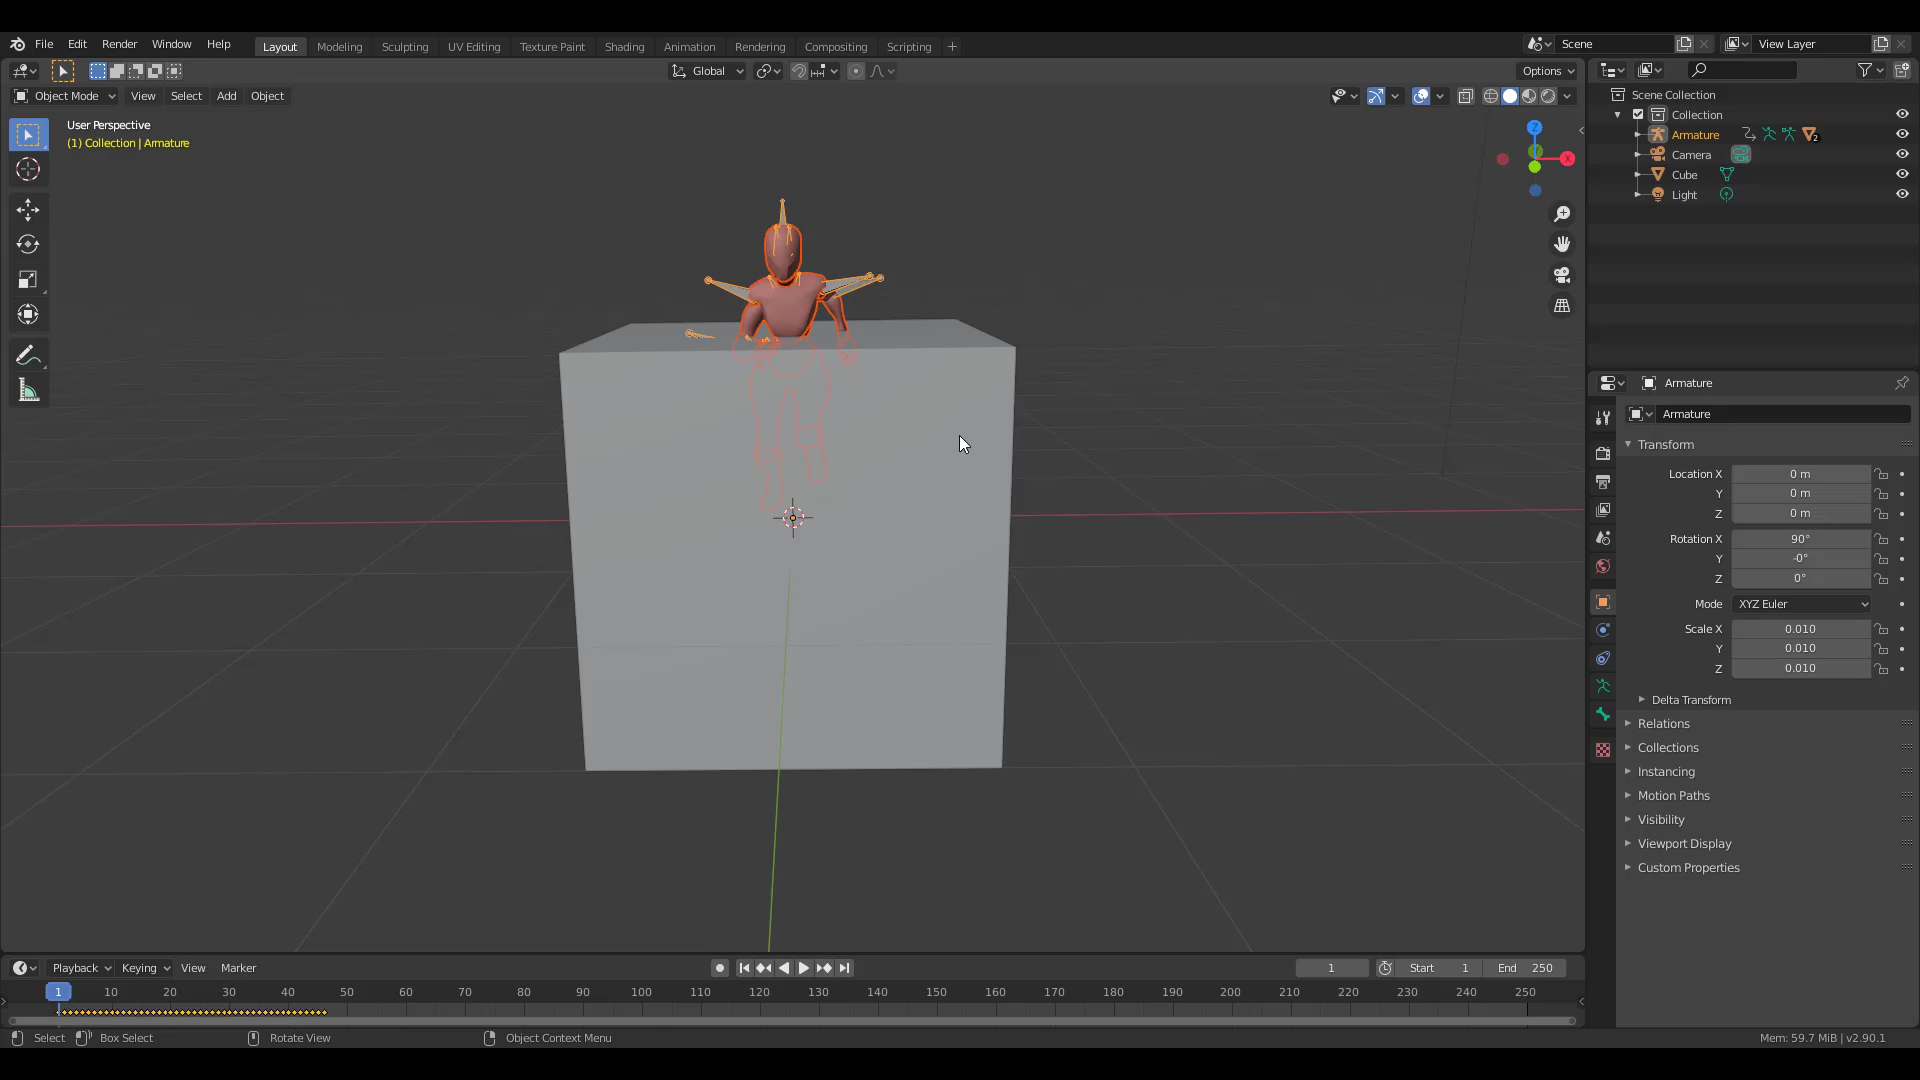 File Edit Render Window Help Layout Modeling Sculpting UV Editing Texture Paint Shading Animation Rendering Compositing Scripting + Scene View Layer
Global Options
Object Mode View Select Add Object
User Perspective
(1) Collection | Armature
Z
X
Scene Collection
Collection
Armature 2
Camera
Cube
Light
Armature
Armature
Transform
Location X 0 m
Y 0 m
Z 0 m
Rotation X 90°
Y -0°
Z 0°
Mode XYZ Euler
Scale X 0.010
Y 0.010
Z 0.010
Delta Transform
Relations
Collections
Instancing
Motion Paths
Visibility
Viewport Display
Custom Properties
Playback Keying View Marker 1 Start 1 End 250
1 10 20 30 40 50 60 70 80 90 100 110 120 130 140 150 160 170 180 190 200 210 220 230 240 250
Select Box Select Rotate View Object Context Menu Mem: 59.7 MiB | v2.90.1